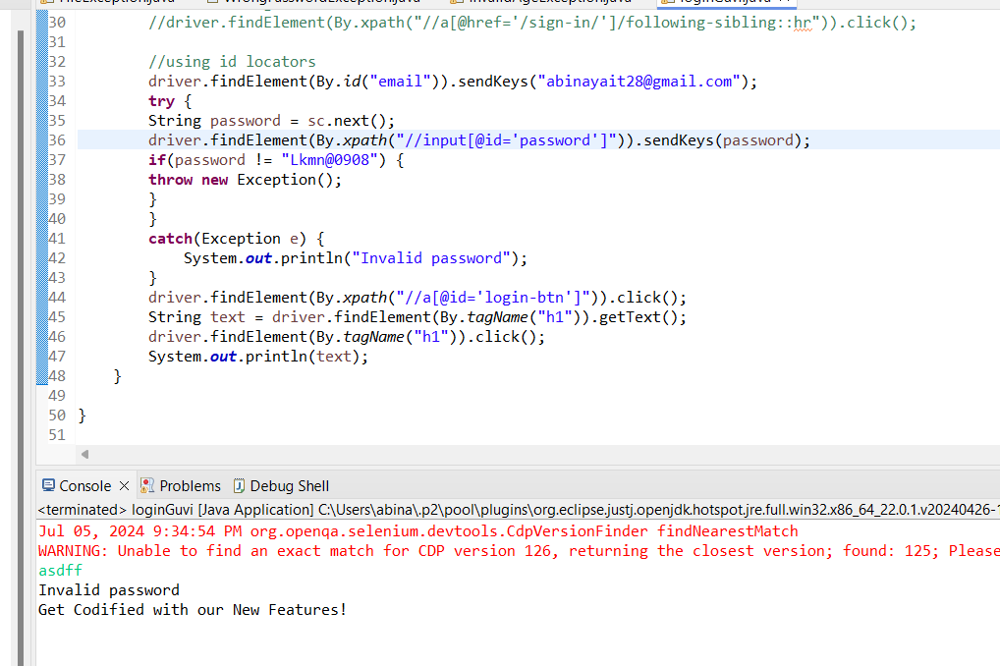 WrongPasswordException.java
loginGuvi.java
30 //driver.findElement(By.xpath("//a[@href='/sign-in/']/following-sibling::hr")).click();
31
32 //using id locators
33 driver.findElement(By.id("email")).sendKeys("abinayait28@gmail.com");
34 try {
35 String password = sc.next();
36 driver.findElement(By.xpath("//input[@id='password']")).sendKeys(password);
37 if(password != "Lkmn@0908") {
38 throw new Exception();
39 }
40 }
41 catch(Exception e) {
42 System.out.println("Invalid password");
43 }
44 driver.findElement(By.xpath("//a[@id='login-btn']")).click();
45 String text = driver.findElement(By.tagName("h1")).getText();
46 driver.findElement(By.tagName("h1")).click();
47 System.out.println(text);
48 }
49
50 }
51
Console Problems Debug Shell
<terminated> loginGuvi [Java Application] C:\Users\abina\.p2\pool\plugins\org.eclipse.justj.openjdk.hotspot.jre.full.win32.x86_64_22.0.1.v20240426-1
Jul 05, 2024 9:34:54 PM org.openqa.selenium.devtools.CdpVersionFinder findNearestMatch
WARNING: Unable to find an exact match for CDP version 126, returning the closest version; found: 125; Please
asdff
Invalid password
Get Codified with our New Features!